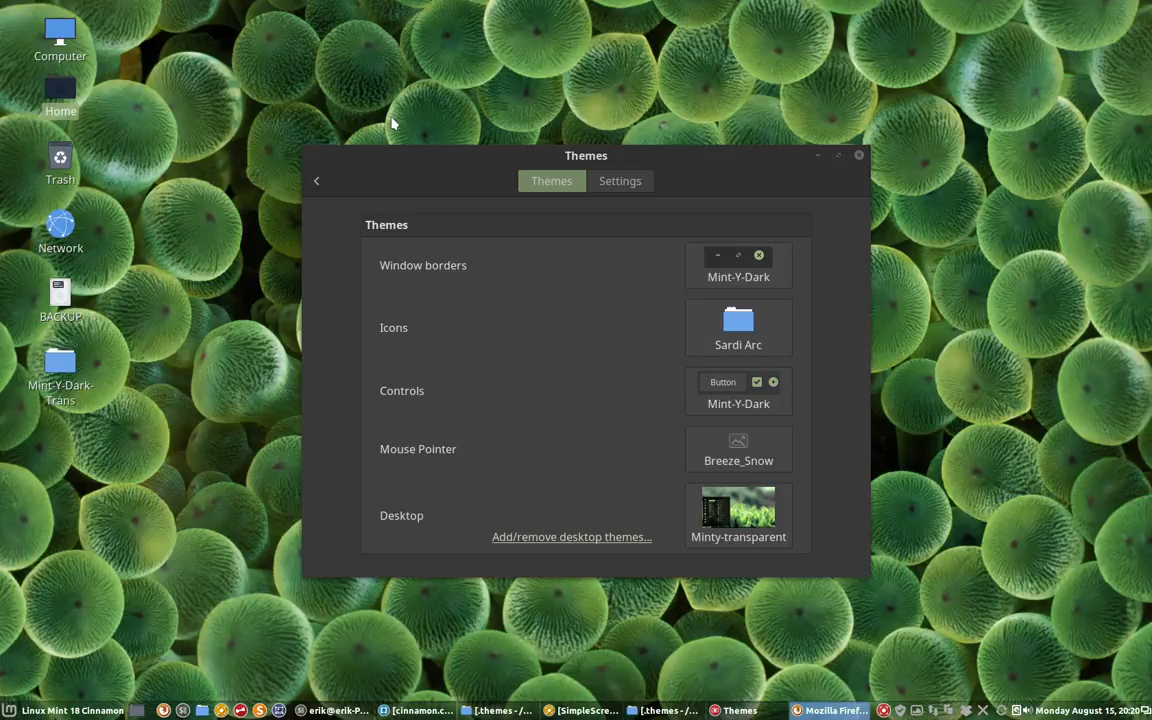 Computer
Home
Trash
Network
BACKUP
Mint-Y-Dark-
Trans
Themes
Themes
Settings
Themes
Window borders
Mint-Y-Dark
Icons
Sardi Arc
Controls
Button
Mint-Y-Dark
Mouse Pointer
Breeze_Snow
Desktop
Add/remove desktop themes...
Minty-transparent
Linux Mint 18 Cinnamon
erik@erik-P...
[cinnamon.c...
[.themes - /...
[SimpleScre...
[.themes - /...
Themes
Mozilla Firef...
Monday August 15, 20:20